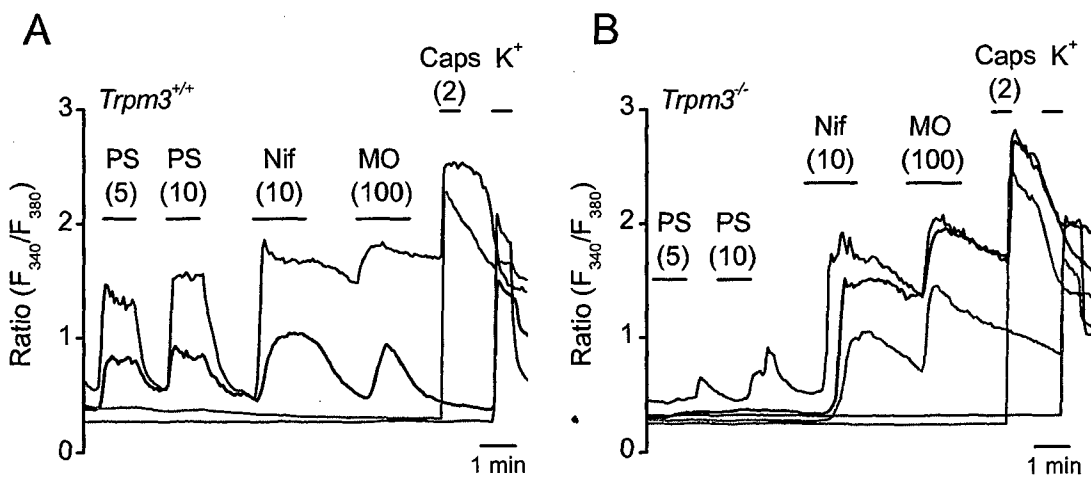 A
B
Trpm3+/+
Caps
(2)
K+
PS
(5)
PS
(10)
Nif
(10)
MO
(100)
Ratio (F340/F380)
3
2
1
0
1 min
Trpm3-/-
Caps
(2)
K+
Nif
(10)
MO
(100)
PS
(5)
PS
(10)
Ratio (F340/F380)
3
2
1
0
1 min